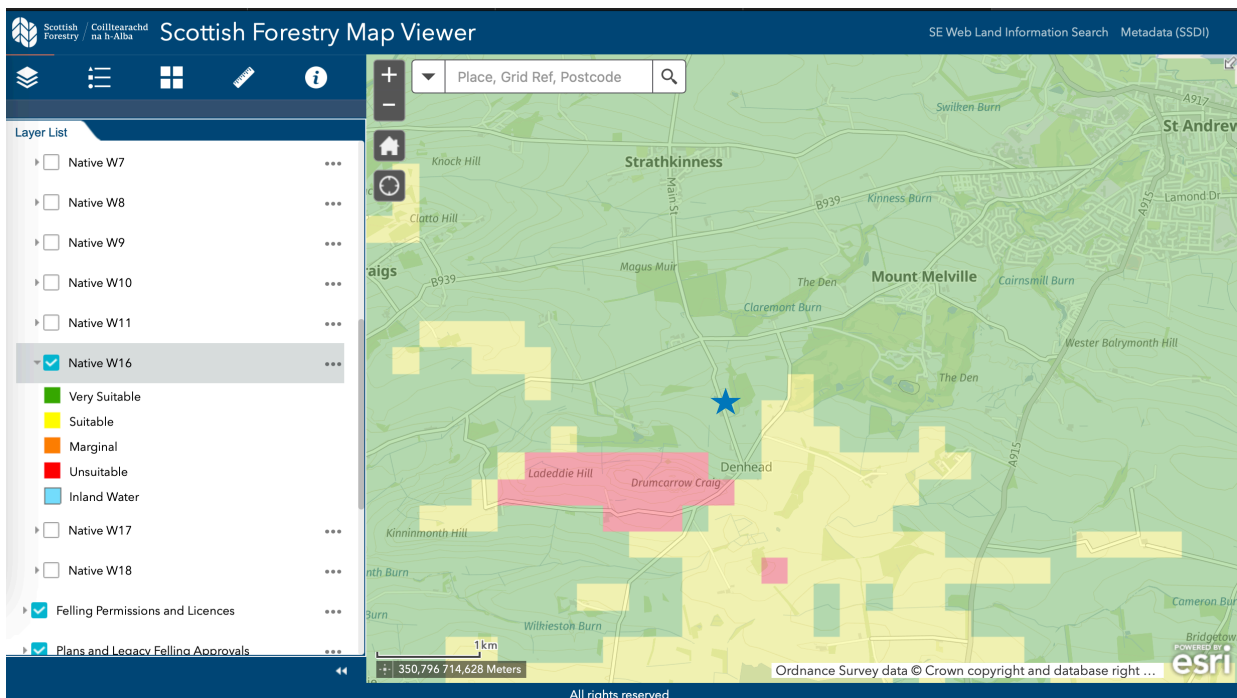 Scottish Forestry / Coilltearachd na h-Alba
Scottish Forestry Map Viewer
SE Web Land Information Search
Metadata (SSDI)
Layer List
Native W7
Native W8
Native W9
Native W10
Native W11
Native W16
Very Suitable
Suitable
Marginal
Unsuitable
Inland Water
Native W17
Native W18
Felling Permissions and Licences
Plans and Legacy Felling Approvals
Place, Grid Ref, Postcode
A917
Swilken Burn
St Andrew
Knock Hill
Strathkinness
Main St
B939
Kinness Burn
A915
Lamond Dr
Clatto Hill
aigs
B939
Magus Muir
The Den
Mount Melville
Cairnsmill Burn
Claremont Burn
Wester Balrymonth Hill
The Den
A915
Ladeddie Hill
Drumcarrow Craig
Denhead
Kinninmonth Hill
nth Burn
Burn
Wilkieston Burn
Cameron Bur
Bridgetow
1km
350,796 714,628 Meters
Ordnance Survey data © Crown copyright and database right ...
POWERED BY
esri
All rights reserved